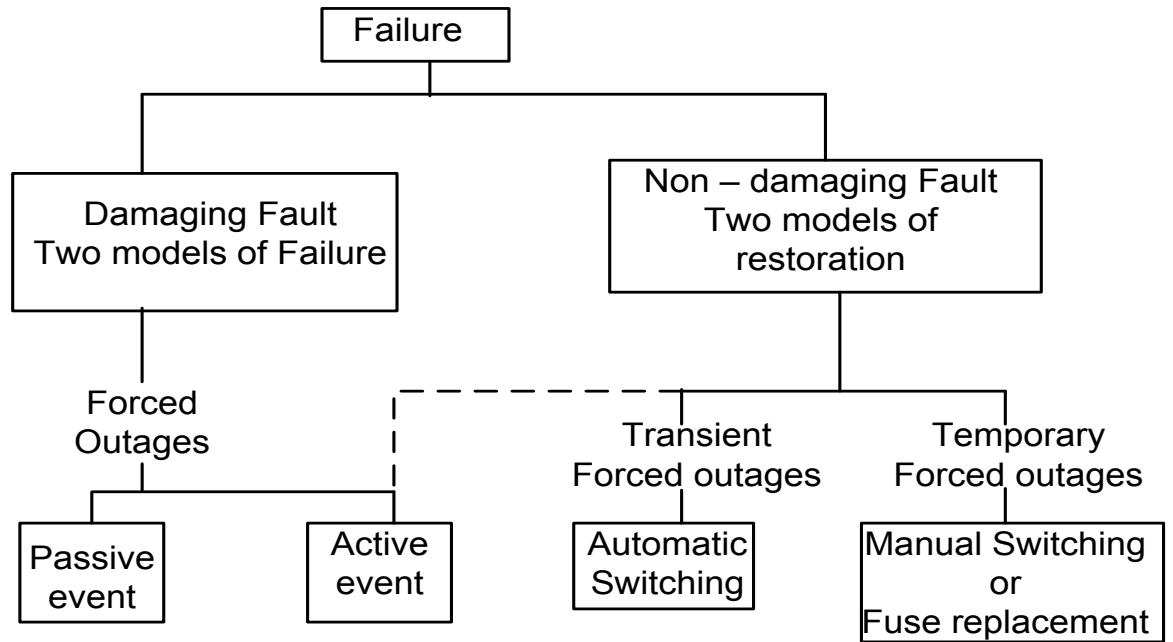 Failure
Damaging Fault
Two models of Failure
Non – damaging Fault
Two models of
restoration
Forced
Outages
Transient
Forced outages
Temporary
Forced outages
Passive
event
Active
event
Automatic
Switching
Manual Switching
or
Fuse replacement